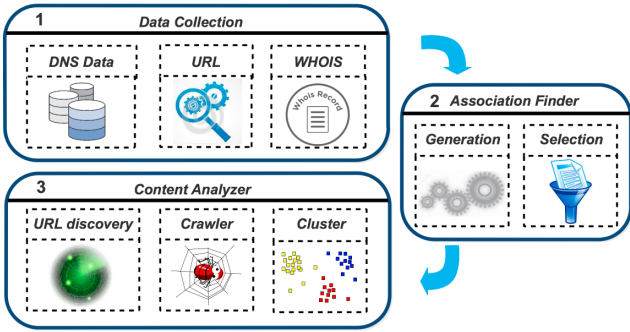 1 Data Collection
DNS Data
URL
WHOIS
Whois Record
2 Association Finder
Generation
Selection
3 Content Analyzer
URL discovery
Crawler
Cluster